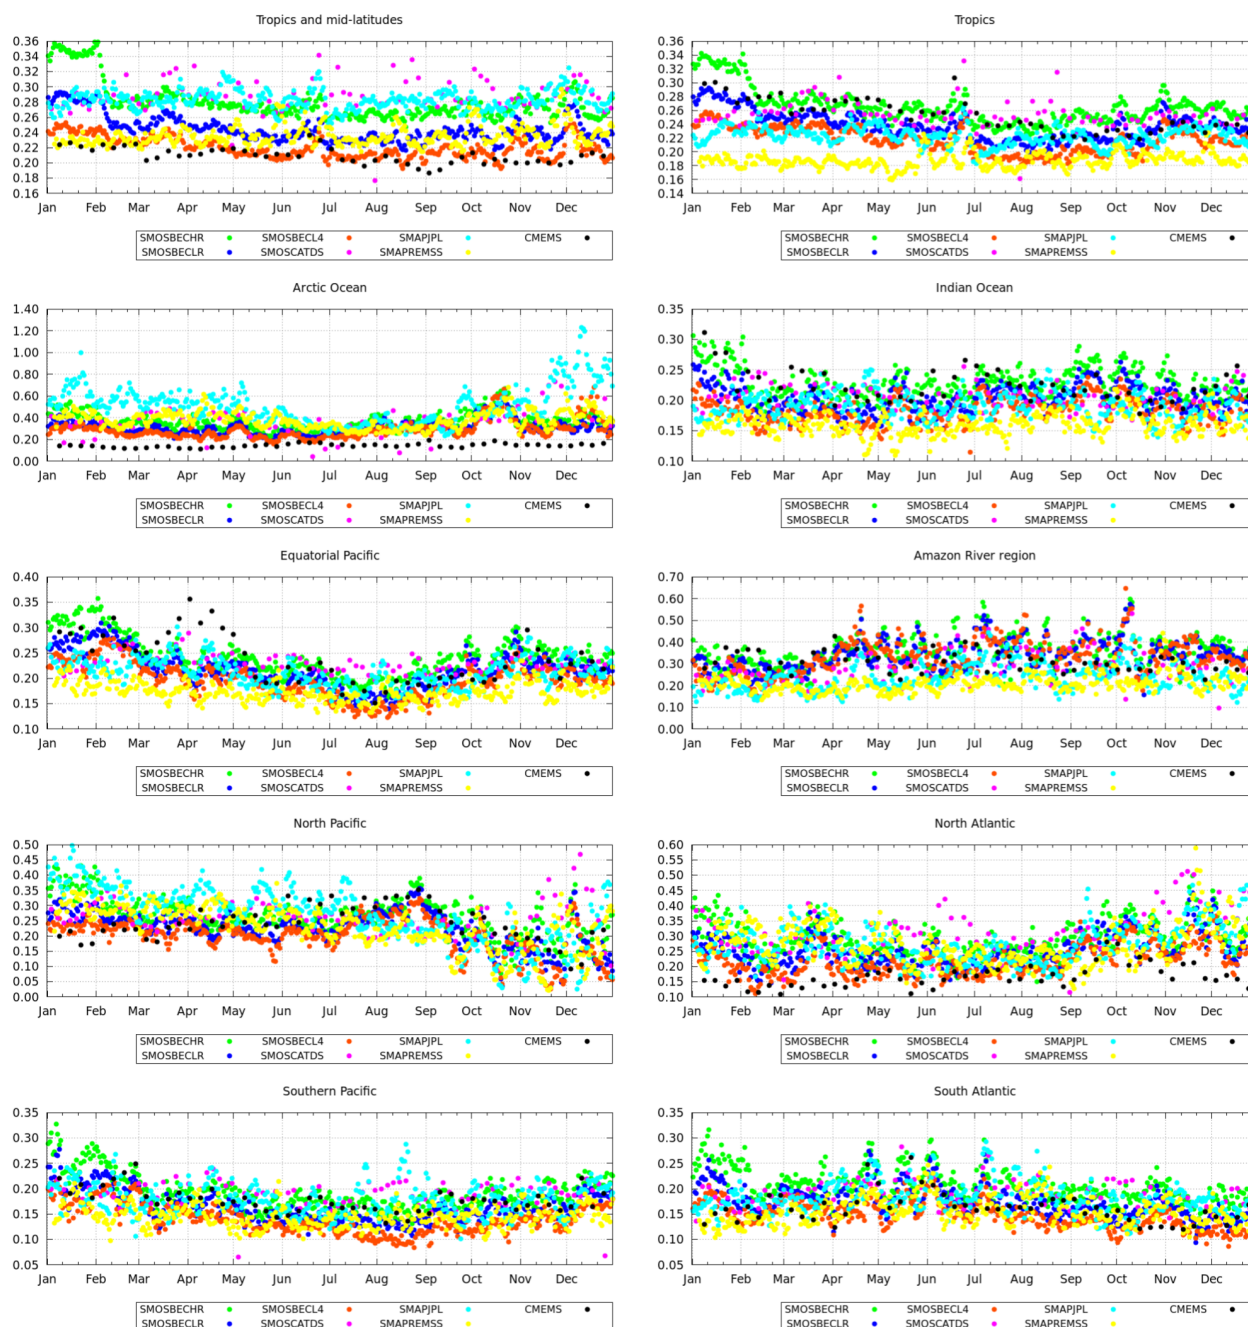 Tropics and mid-latitudes
0.36
0.34
0.32
0.30
0.28
0.26
0.24
0.22
0.20
0.18
0.16
Jan Feb Mar Apr May Jun Jul Aug Sep Oct Nov Dec
SMOSBECHR SMOSBECL4 SMAPJPL CMEMS
SMOSBECLR SMOSCATDS SMAPREMSS
Tropics
0.36
0.34
0.32
0.30
0.28
0.26
0.24
0.22
0.20
0.18
0.16
0.14
Jan Feb Mar Apr May Jun Jul Aug Sep Oct Nov Dec
SMOSBECHR SMOSBECL4 SMAPJPL CMEMS
SMOSBECLR SMOSCATDS SMAPREMSS
Arctic Ocean
1.40
1.20
1.00
0.80
0.60
0.40
0.20
0.00
Jan Feb Mar Apr May Jun Jul Aug Sep Oct Nov Dec
SMOSBECHR SMOSBECL4 SMAPJPL CMEMS
SMOSBECLR SMOSCATDS SMAPREMSS
Indian Ocean
0.35
0.30
0.25
0.20
0.15
0.10
Jan Feb Mar Apr May Jun Jul Aug Sep Oct Nov Dec
SMOSBECHR SMOSBECL4 SMAPJPL CMEMS
SMOSBECLR SMOSCATDS SMAPREMSS
Equatorial Pacific
0.40
0.35
0.30
0.25
0.20
0.15
0.10
Jan Feb Mar Apr May Jun Jul Aug Sep Oct Nov Dec
SMOSBECHR SMOSBECL4 SMAPJPL CMEMS
SMOSBECLR SMOSCATDS SMAPREMSS
Amazon River region
0.70
0.60
0.50
0.40
0.30
0.20
0.10
0.00
Jan Feb Mar Apr May Jun Jul Aug Sep Oct Nov Dec
SMOSBECHR SMOSBECL4 SMAPJPL CMEMS
SMOSBECLR SMOSCATDS SMAPREMSS
North Pacific
0.50
0.45
0.40
0.35
0.30
0.25
0.20
0.15
0.10
0.05
0.00
Jan Feb Mar Apr May Jun Jul Aug Sep Oct Nov Dec
SMOSBECHR SMOSBECL4 SMAPJPL CMEMS
SMOSBECLR SMOSCATDS SMAPREMSS
North Atlantic
0.60
0.55
0.50
0.45
0.40
0.35
0.30
0.25
0.20
0.15
0.10
Jan Feb Mar Apr May Jun Jul Aug Sep Oct Nov Dec
SMOSBECHR SMOSBECL4 SMAPJPL CMEMS
SMOSBECLR SMOSCATDS SMAPREMSS
Southern Pacific
0.35
0.30
0.25
0.20
0.15
0.10
0.05
Jan Feb Mar Apr May Jun Jul Aug Sep Oct Nov Dec
SMOSBECHR SMOSBECL4 SMAPJPL CMEMS
SMOSBECLR SMOSCATDS SMAPREMSS
South Atlantic
0.35
0.30
0.25
0.20
0.15
0.10
0.05
Jan Feb Mar Apr May Jun Jul Aug Sep Oct Nov Dec
SMOSBECHR SMOSBECL4 SMAPJPL CMEMS
SMOSBECLR SMOSCATDS SMAPREMSS